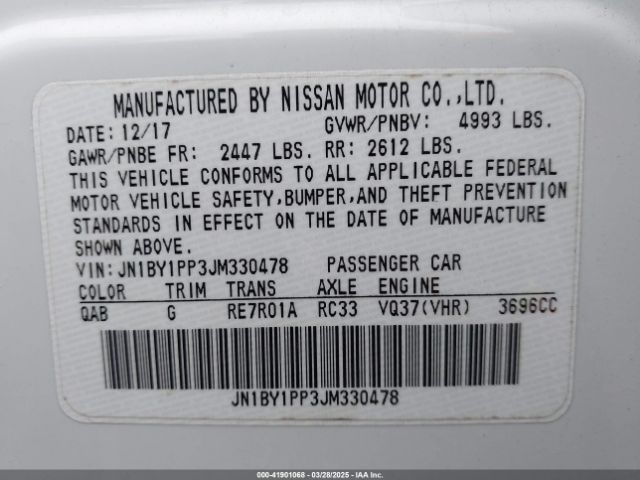 MANUFACTURED BY NISSAN MOTOR CO.,LTD.
DATE: 12/17 GVWR/PNBV: 4993 LBS.
GAWR/PNBE FR: 2447 LBS. RR: 2612 LBS.
THIS VEHICLE CONFORMS TO ALL APPLICABLE FEDERAL
MOTOR VEHICLE SAFETY,BUMPER,AND THEFT PREVENTION
STANDARDS IN EFFECT ON THE DATE OF MANUFACTURE
SHOWN ABOVE.
VIN:JN1BY1PP3JM330478 PASSENGER CAR
COLOR TRIM TRANS AXLE ENGINE
QAB G RE7R01A RC33 VQ37(VHR) 3696CC
JN1BY1PP3JM330478
000-41901068 - 03/28/2025 - IAA Inc.